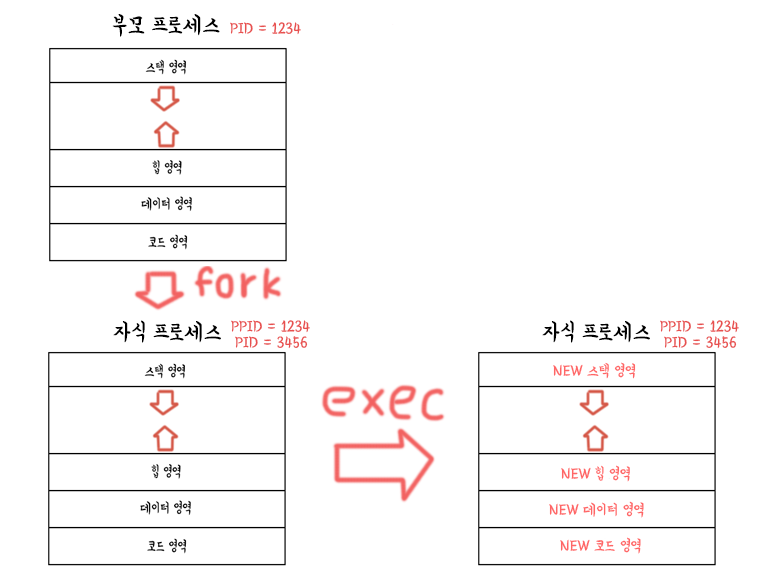 부모 프로세스 PID = 1234
스택 영역
힙 영역
데이터 영역
코드 영역
fork
자식 프로세스 PPID = 1234
PID = 3456
스택 영역
힙 영역
데이터 영역
코드 영역
exec
자식 프로세스 PPID = 1234
PID = 3456
NEW 스택 영역
NEW 힙 영역
NEW 데이터 영역
NEW 코드 영역